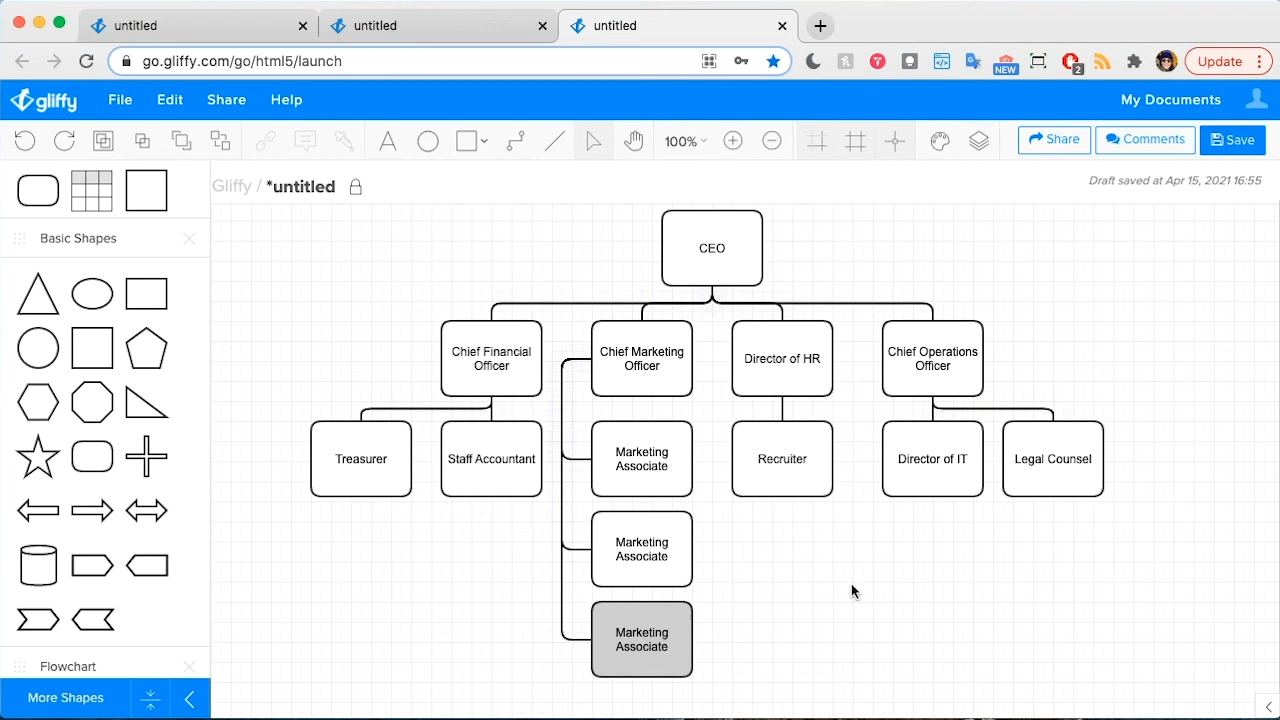 untitled
untitled
untitled
go.gliffy.com/go/html5/launch
NEW
2
Update
gliffy
File
Edit
Share
Help
My Documents
A
100%
Share
Comments
Save
Gliffy / *untitled
Draft saved at Apr 15, 2021 16:55
Basic Shapes
CEO
Chief Financial
Officer
Chief Marketing
Officer
Director of HR
Chief Operations
Officer
Treasurer
Staff Accountant
Marketing
Associate
Recruiter
Director of IT
Legal Counsel
Marketing
Associate
Marketing
Associate
Flowchart
More Shapes